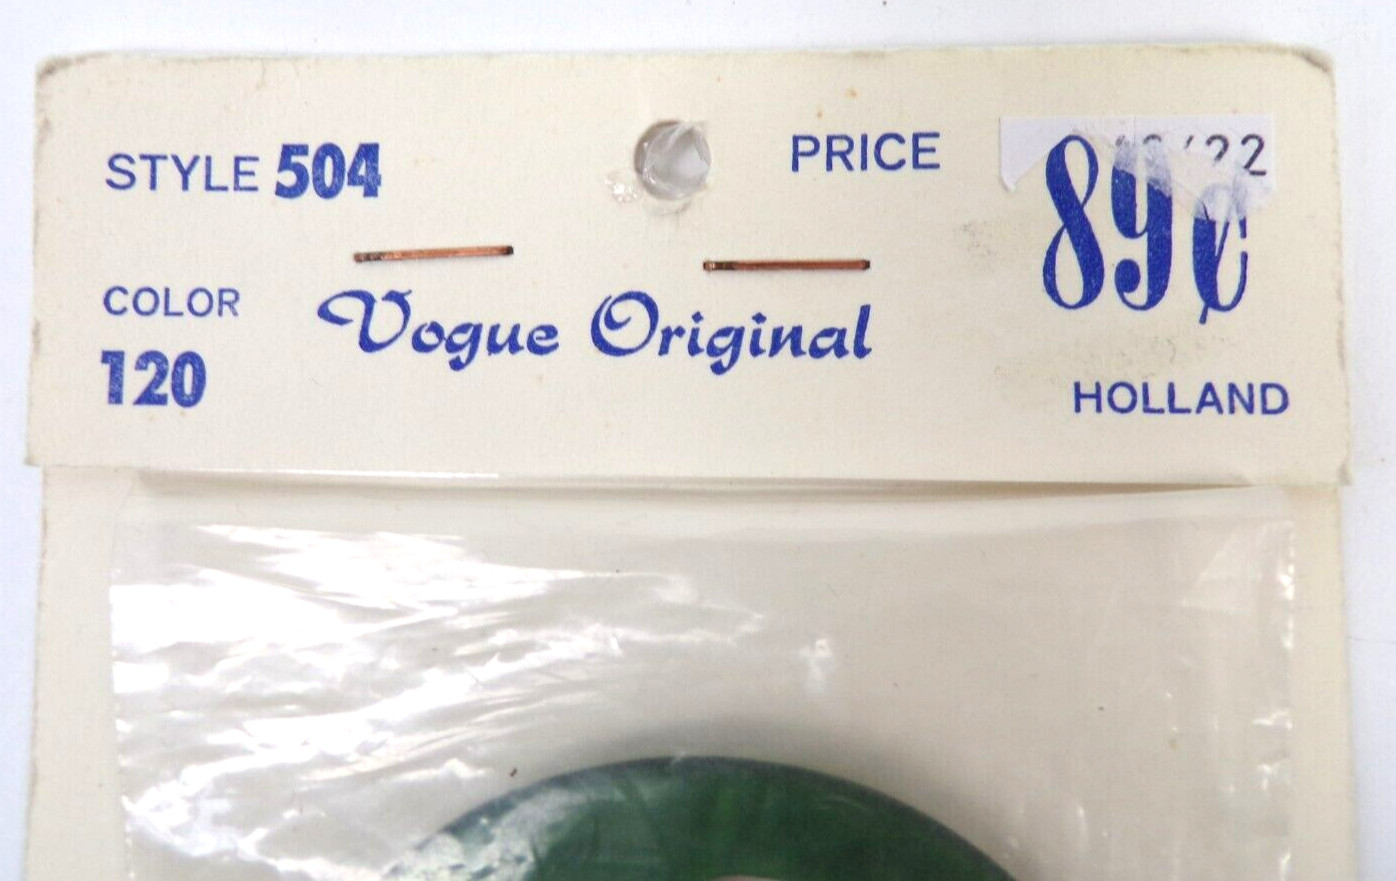 STYLE 504
PRICE 89¢
COLOR
120
Vogue Original
HOLLAND